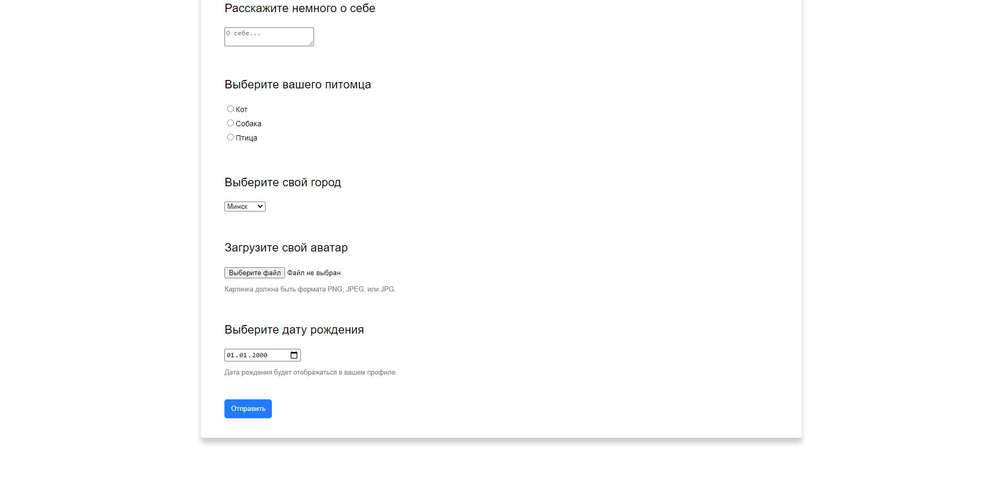 Расскажите немного о себе
О себе...
Выберите вашего питомца
Кот
Собака
Птица
Выберите свой город
Минск
Загрузите свой аватар
Выберите файл Файл не выбран
Картинка должна быть формата PNG, JPEG, или JPG.
Выберите дату рождения
01.01.2000
Дата рождения будет отображаться в вашем профиле.
Отправить